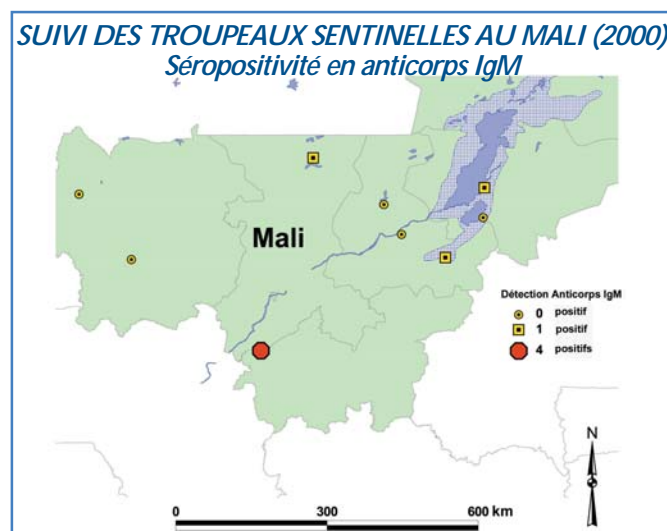 SUIVI DES TROUPEAUX SENTINELLES AU MALI (2000)
Séropositivité en anticorps IgM
Mali
Détection Anticorps IgM
0 positif
1 positif
4 positifs
N
0 300 600 km